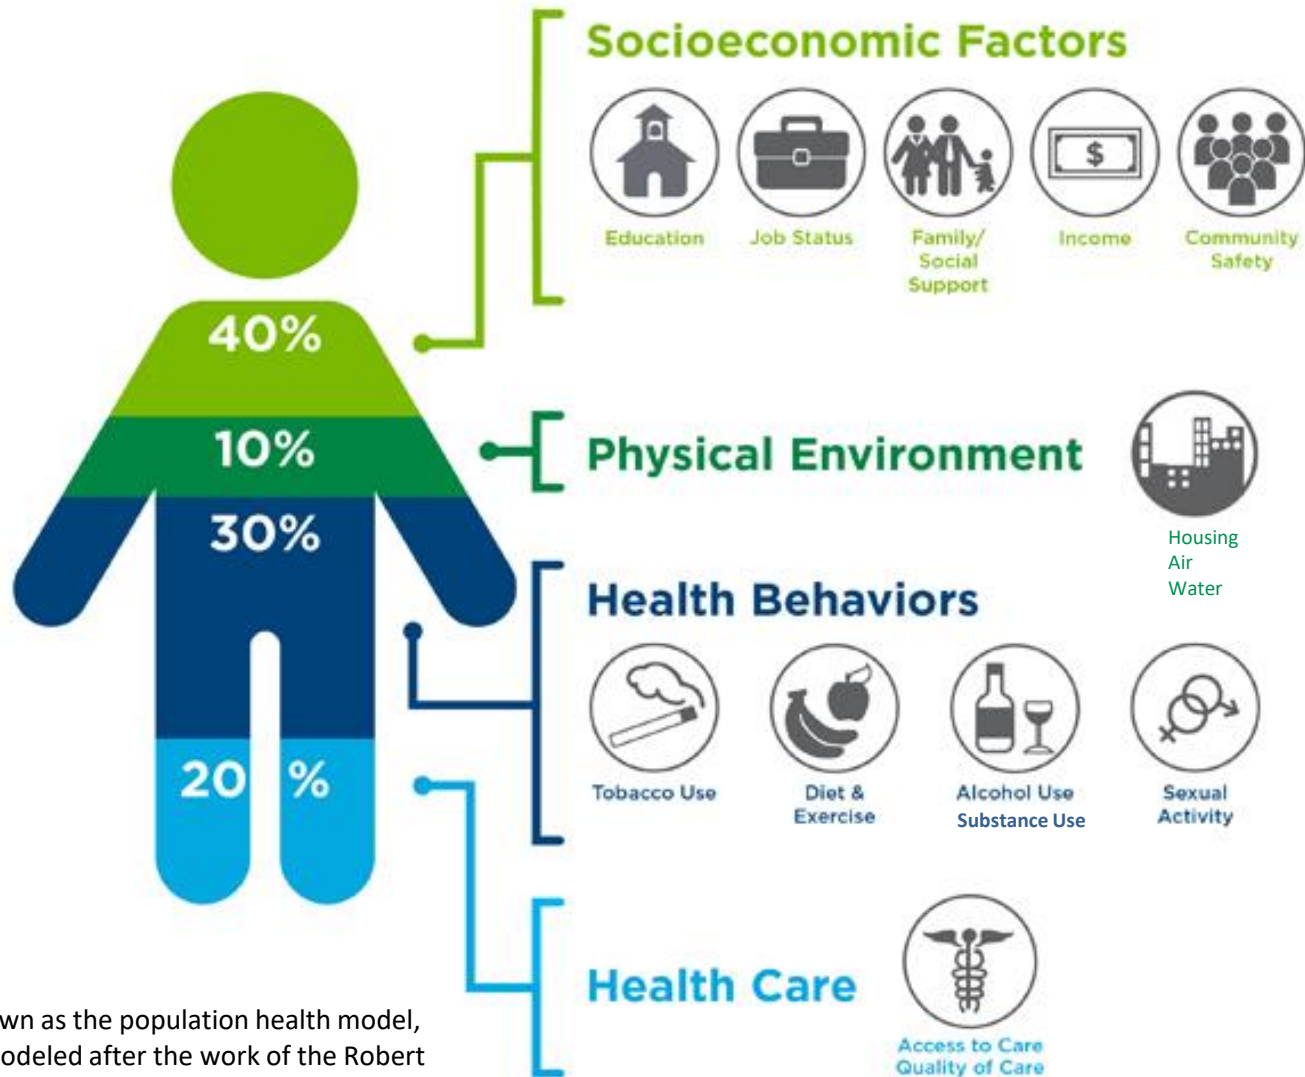 Socioeconomic Factors
$
Education
Job Status
Family/
Social
Support
Income
Community
Safety
40%
10%
Physical Environment
Housing
Air
Water
30%
Health Behaviors
Tobacco Use
Diet &
Exercise
Alcohol Use
Substance Use
Sexual
Activity
20 %
Health Care
Access to Care
Quality of Care
as the population health model,
after the work of the Robert